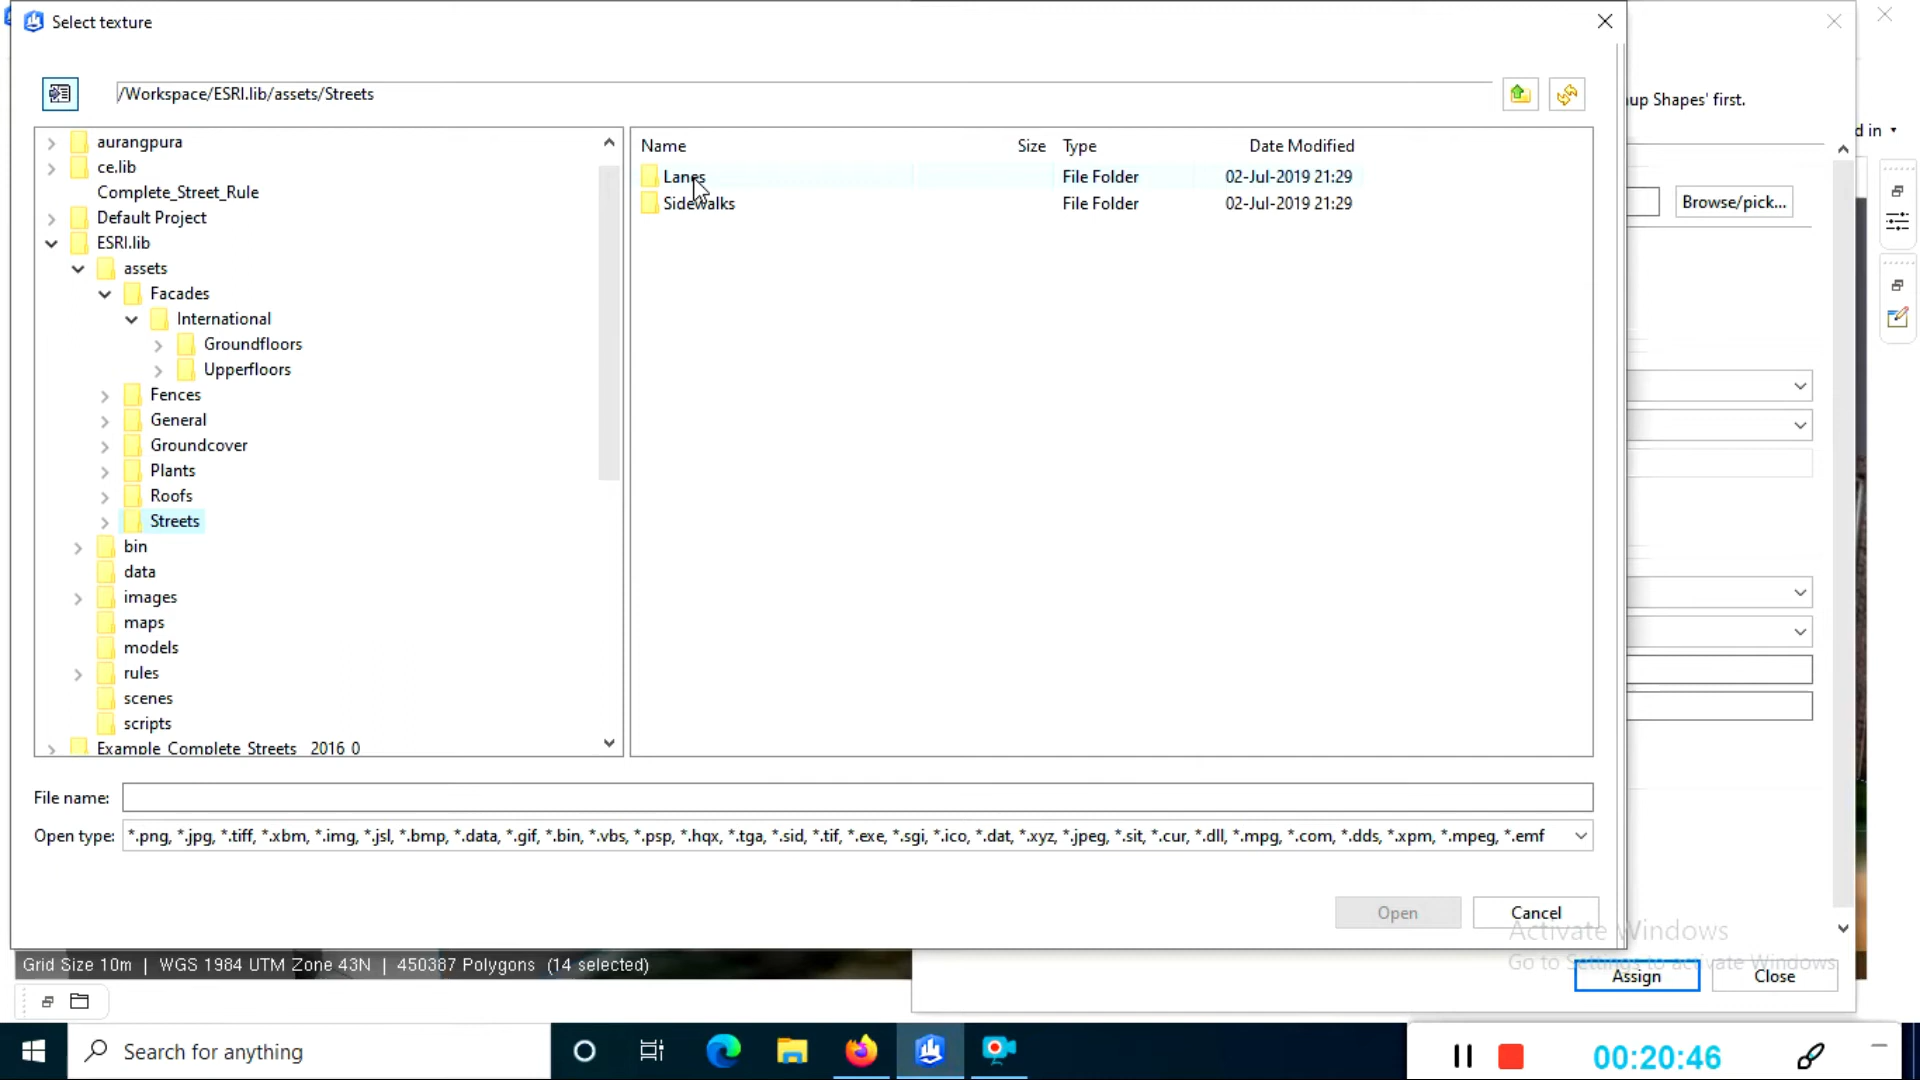 Select texture
/Workspace/ESRI.lib/assets/Streets
up Shapes' first.
d in
Browse/pick...
aurangpura
ce.lib
Complete_Street_Rule
Default Project
ESRI.lib
assets
Facades
International
Groundfloors
Upperfloors
Fences
General
Groundcover
Plants
Roofs
Streets
bin
data
images
maps
models
rules
scenes
scripts
Example_Complete_Streets__2016_0
Name Size Type Date Modified
Lanes File Folder 02-Jul-2019 21:29
Sidewalks File Folder 02-Jul-2019 21:29
File name:
Open type: *.png, *.jpg, *.tiff, *.xbm, *.img, *.jsl, *.bmp, *.data, *.gif, *.bin, *.vbs, *.psp, *.hqx, *.tga, *.sid, *.tif, *.exe, *.sgi, *.ico, *.dat, *.xyz, *.jpeg, *.sit, *.cur, *.dll, *.mpg, *.com, *.dds, *.xpm, *.mpeg, *.emf
Open Cancel
Activate Windows
Go to Settings to activate Windows.
Grid Size 10m | WGS 1984 UTM Zone 43N | 450387 Polygons (14 selected)
Assign Close
Search for anything
00:20:46